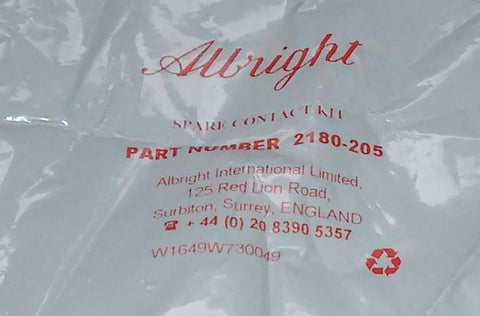 Albright
SPARE CONTACT KIT
PART NUMBER 2180-205
Albright International Limited,
125 Red Lion Road,
Surbiton, Surrey, ENGLAND
☎ + 44 (0) 20 8390 5357
W1649W730049